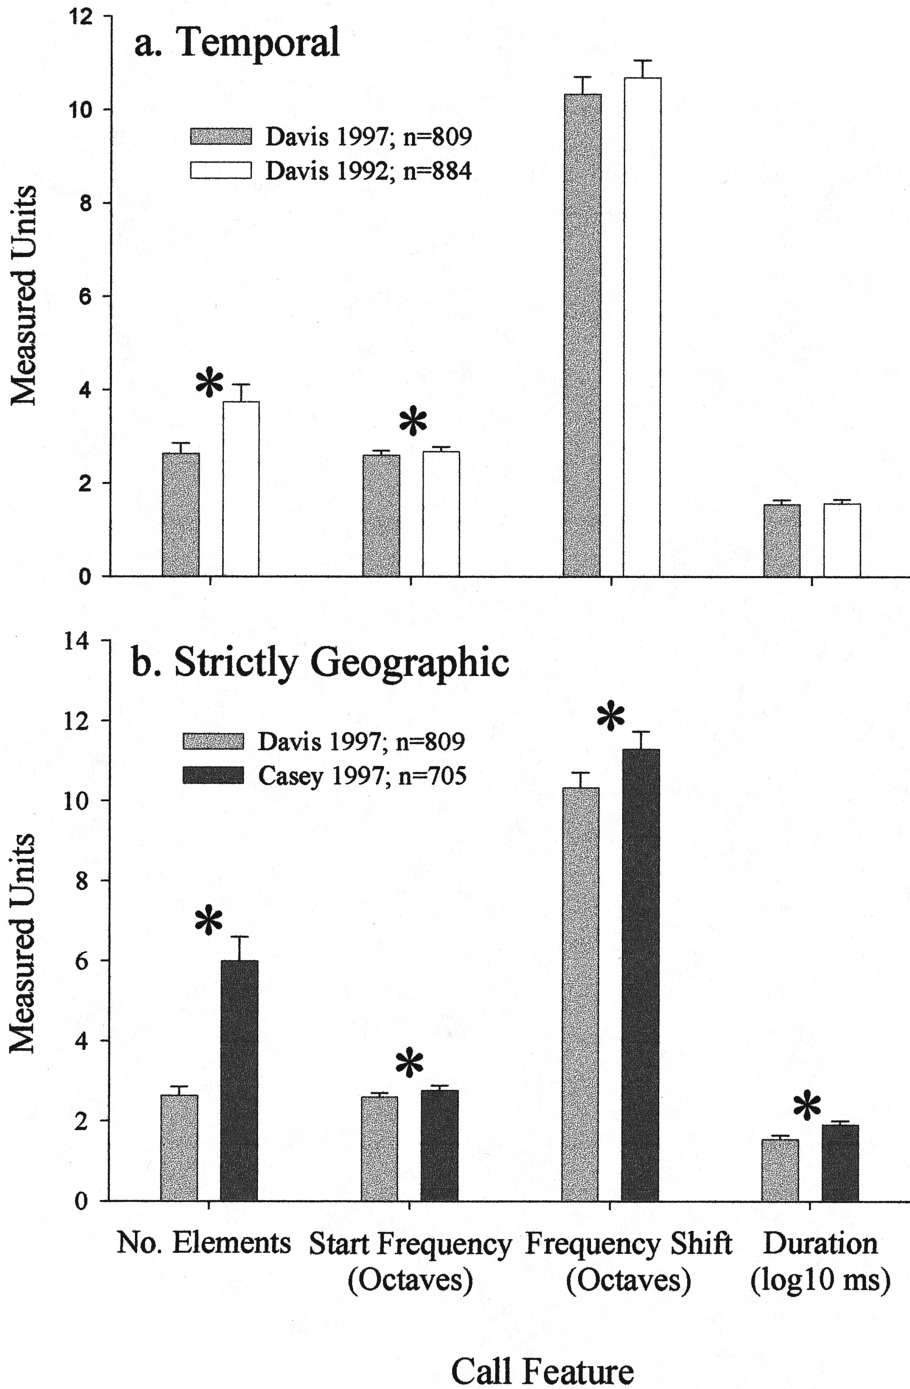 12
a. Temporal
10
Davis 1997; n=809
Davis 1992; n=884
8
6
4
*
*
2
0
Measured Units
14
b. Strictly Geographic
12
*
Davis 1997; n=809
Casey 1997; n=705
10
8
*
6
4
*
*
2
0
Measured Units
No. Elements Start Frequency Frequency Shift Duration
(Octaves) (Octaves) (log10 ms)
Call Feature